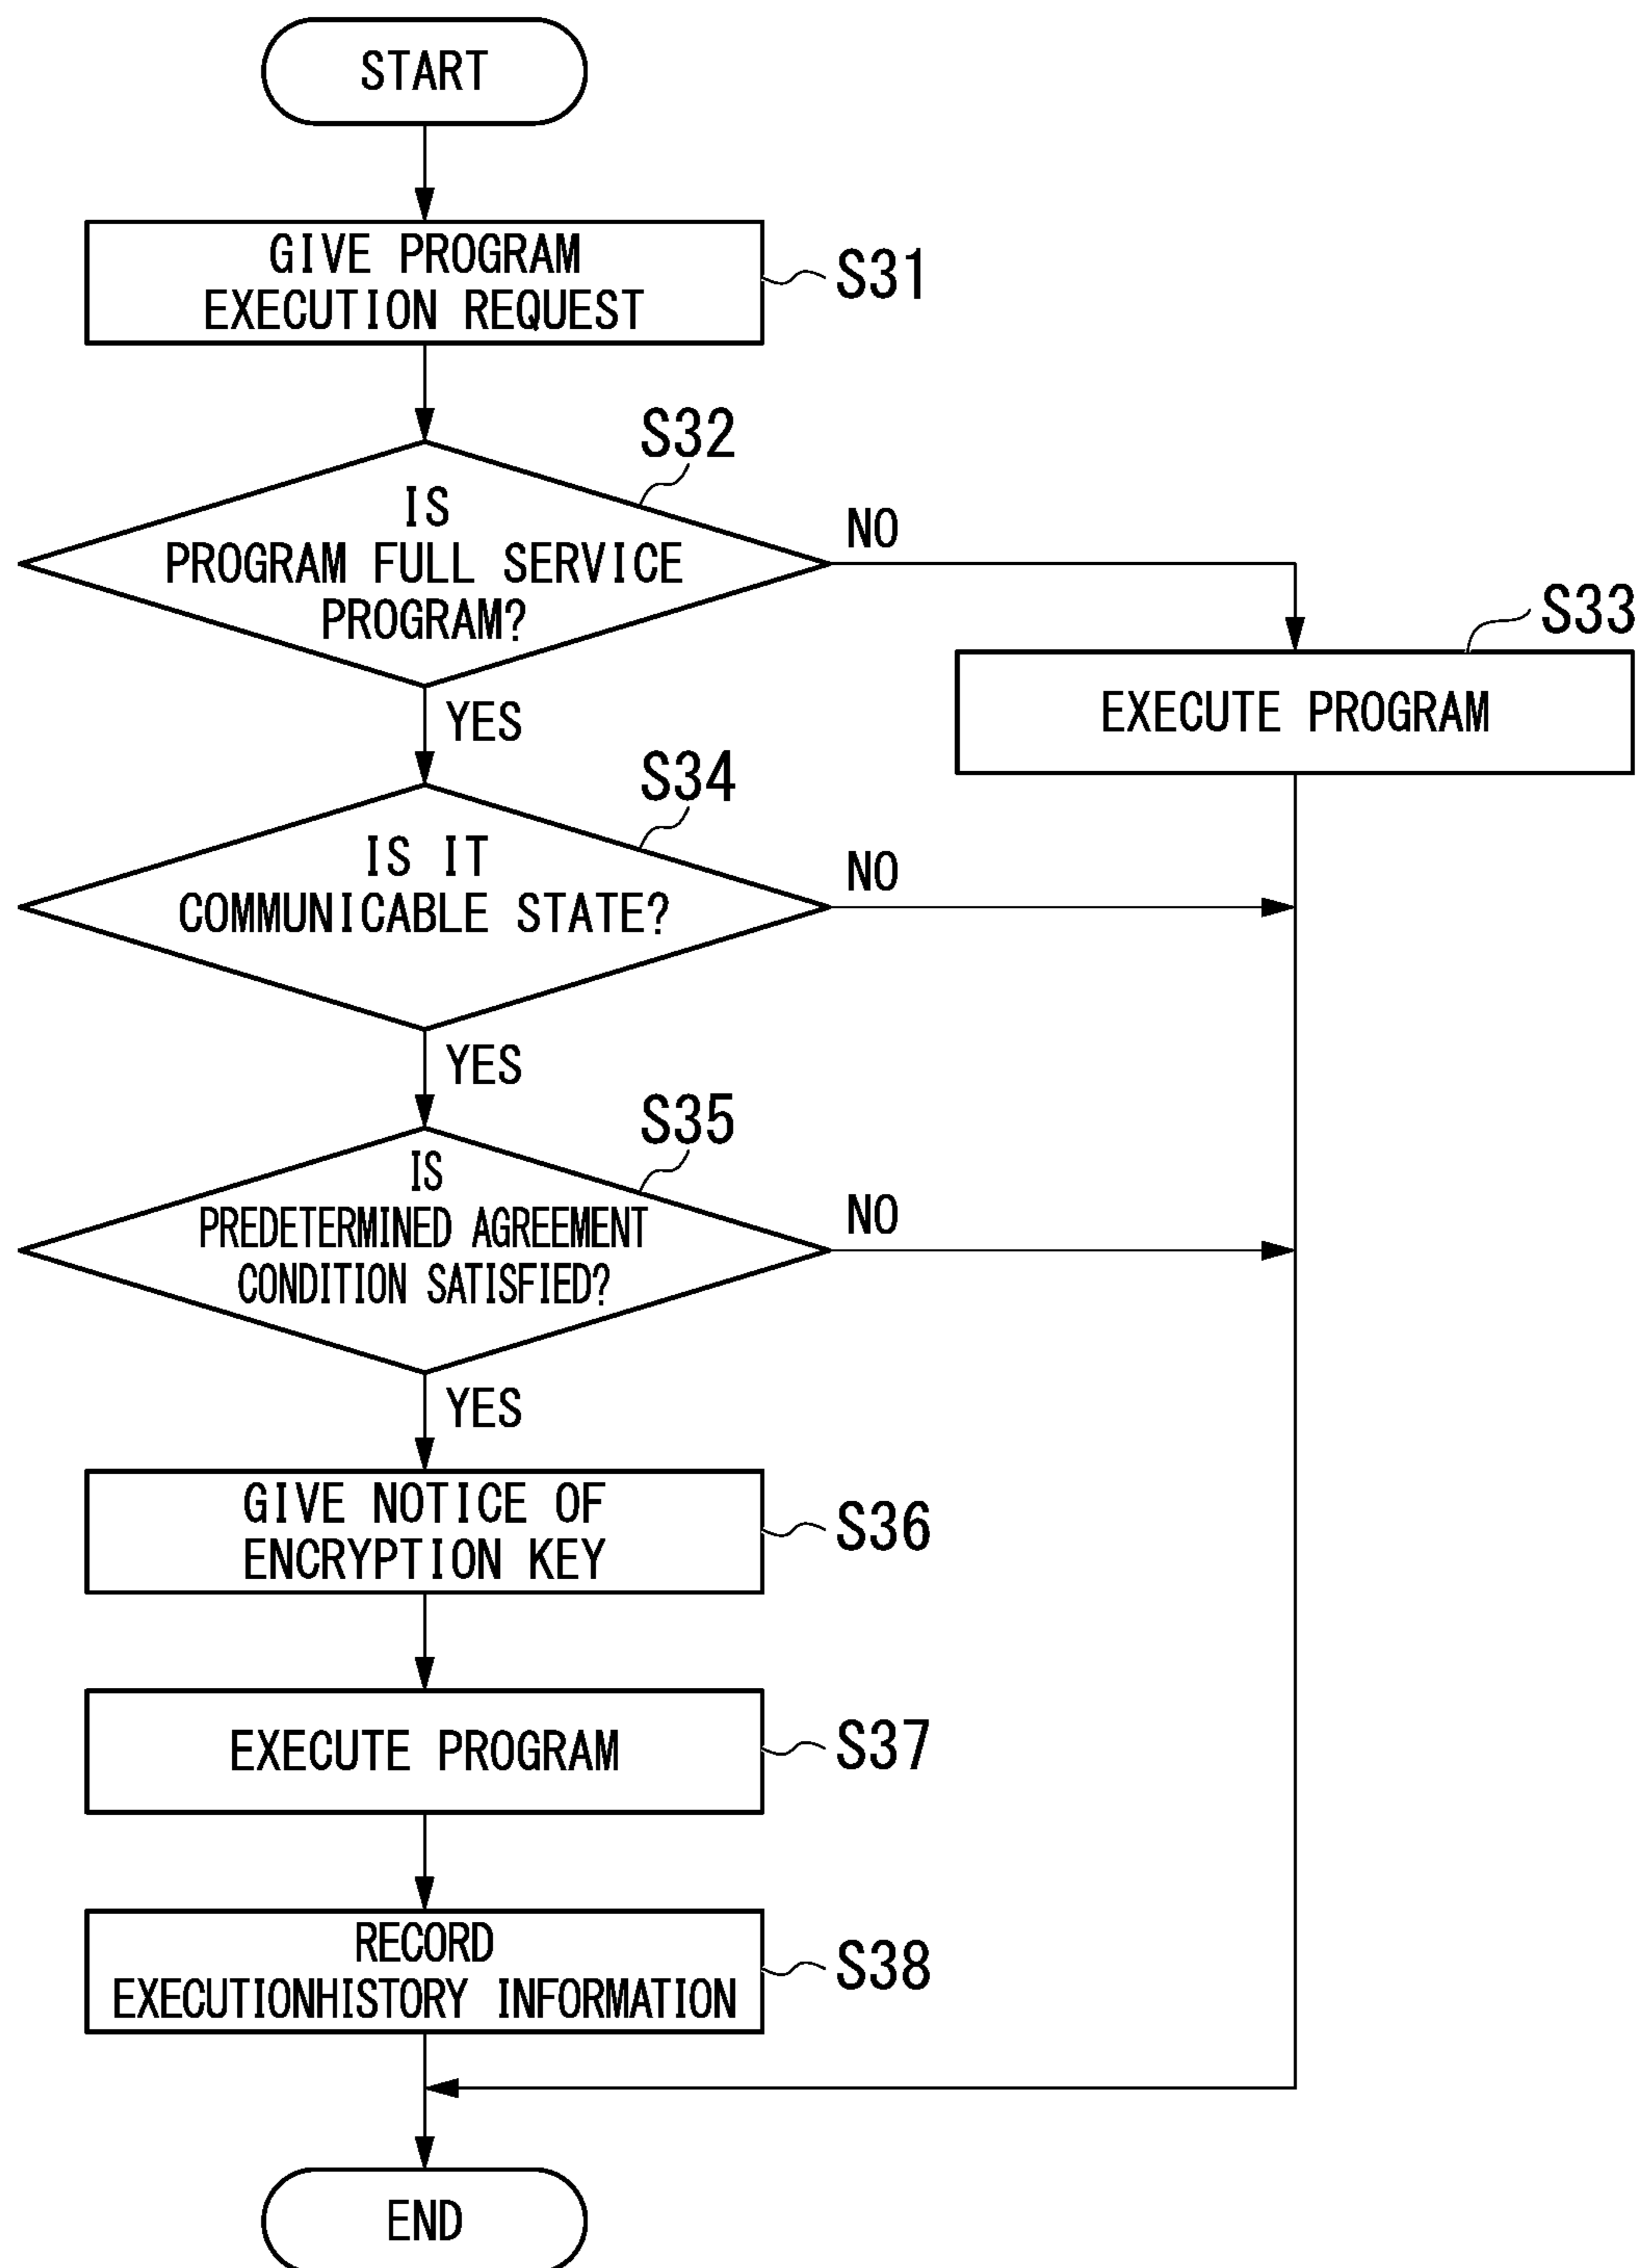 START
GIVE PROGRAM
EXECUTION REQUEST
S31
S32
IS
PROGRAM FULL SERVICE
PROGRAM?
NO
YES
S33
EXECUTE PROGRAM
S34
IS IT
COMMUNICABLE STATE?
NO
YES
S35
IS
PREDETERMINED AGREEMENT
CONDITION SATISFIED?
NO
YES
GIVE NOTICE OF
ENCRYPTION KEY
S36
EXECUTE PROGRAM
S37
RECORD
EXECUTIONHISTORY INFORMATION
S38
END